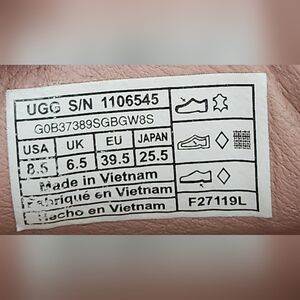 UGG S/N 1106545
G0B37389SGBGW8S
USA UK EU JAPAN
8.5 6.5 39.5 25.5
Made in Vietnam
Fabriqué en Vietnam
Hecho en Vietnam
F27119L